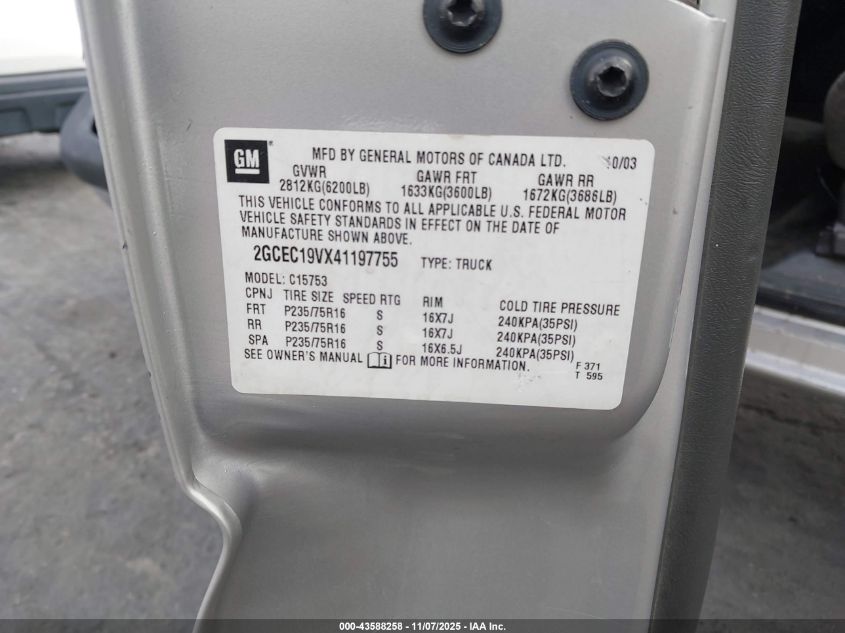 GM
MFD BY GENERAL MOTORS OF CANADA LTD. 10/03
GVWR GAWR FRT GAWR RR
2812KG(6200LB) 1633KG(3600LB) 1672KG(3686LB)
THIS VEHICLE CONFORMS TO ALL APPLICABLE U.S. FEDERAL MOTOR
VEHICLE SAFETY STANDARDS IN EFFECT ON THE DATE OF
MANUFACTURE SHOWN ABOVE.
2GCEC19VX41197755 TYPE: TRUCK
MODEL: C15753
CPNJ TIRE SIZE SPEED RTG RIM COLD TIRE PRESSURE
FRT P235/75R16 S 16X7J 240KPA(35PSI)
RR P235/75R16 S 16X7J 240KPA(35PSI)
SPA P235/75R16 S 16X6.5J 240KPA(35PSI)
SEE OWNER'S MANUAL FOR MORE INFORMATION.
F 371
T 595
000-43588258 - 11/07/2025 - IAA Inc.